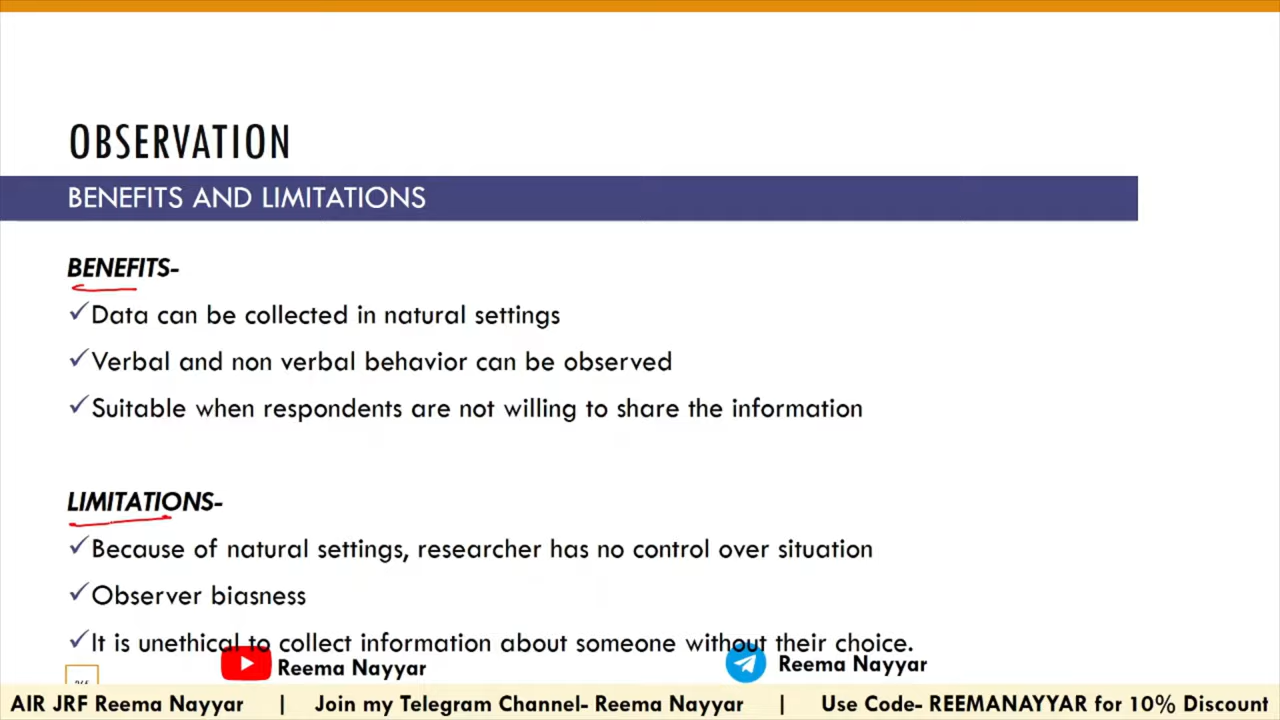 OBSERVATION
BENEFITS AND LIMITATIONS
BENEFITS-
✓Data can be collected in natural settings
✓Verbal and non verbal behavior can be observed
✓Suitable when respondents are not willing to share the information
LIMITATIONS-
✓Because of natural settings, researcher has no control over situation
✓Observer biasness
✓It is unethical to collect information about someone without their choice.
Reema Nayyar Reema Nayyar
AIR JRF Reema Nayyar | Join my Telegram Channel- Reema Nayyar | Use Code- REEMANAYYAR for 10% Discount